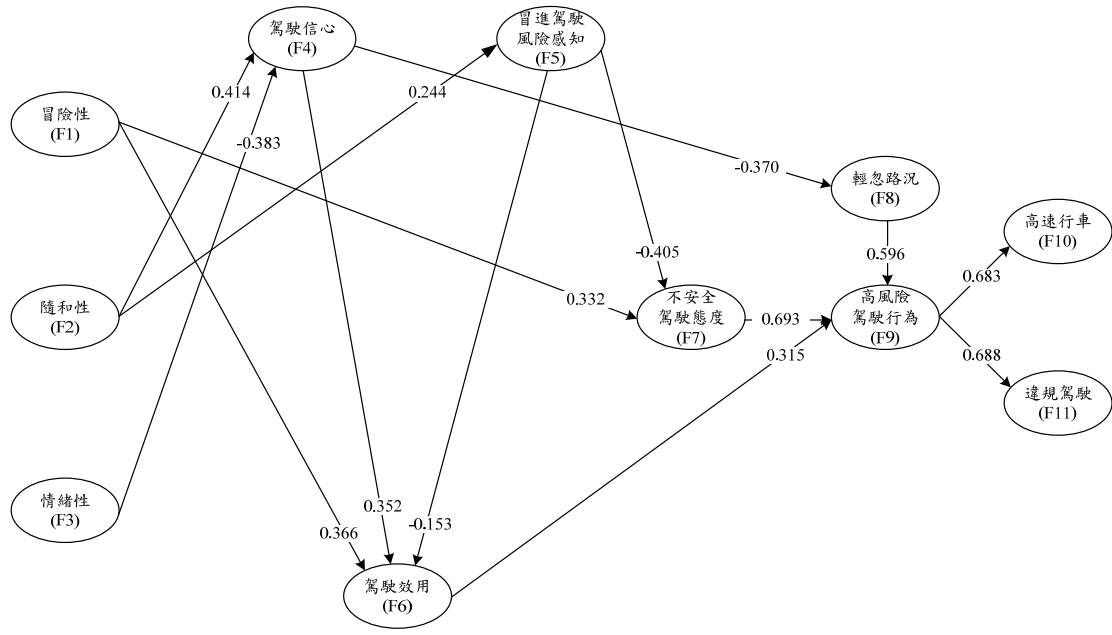 駕駛信心
(F4)
冒進駕駛
風險感知
(F5)
0.414
0.244
冒險性
(F1)
-0.383
-0.370
輕忽路況
(F8)
高速行車
(F10)
-0.405
0.596
0.683
隨和性
(F2)
0.332
不安全
駕駛態度
(F7)
0.693
高風險
駕駛行為
(F9)
0.315
0.688
違規駕駛
(F11)
情緒性
(F3)
0.366
0.352
-0.153
駕駛效用
(F6)